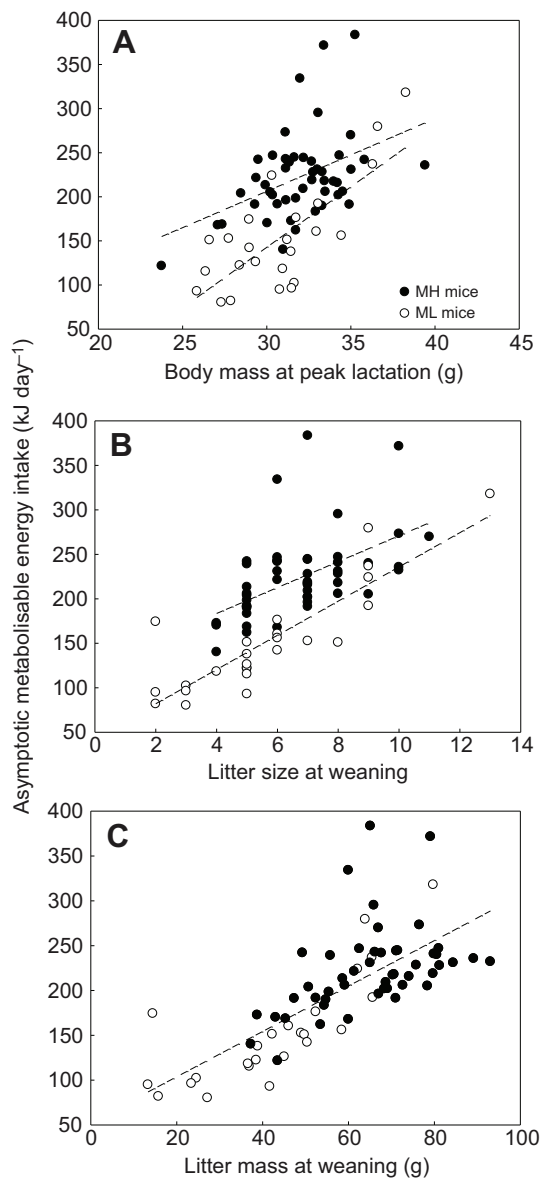 Asymptotic metabolisable energy intake (kJ day–1)
A
400
350
300
250
200
150
100
50
20 25 30 35 40 45
MH mice
ML mice
Body mass at peak lactation (g)
B
400
350
300
250
200
150
100
50
0 2 4 6 8 10 12 14
Litter size at weaning
C
400
350
300
250
200
150
100
50
0 20 40 60 80 100
Litter mass at weaning (g)